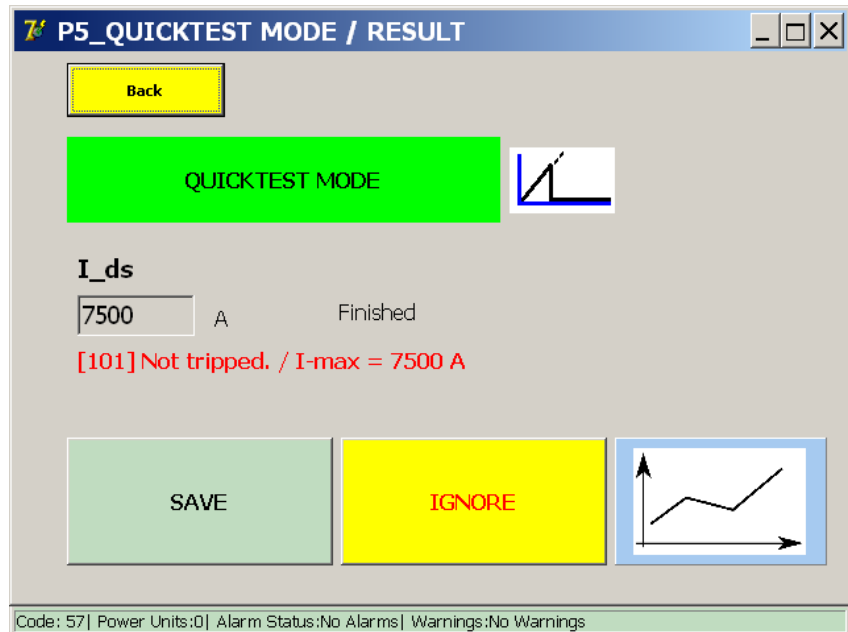 P5_QUICKTEST MODE / RESULT
Back
QUICKTEST MODE
I_ds
7500 A Finished
[101] Not tripped. / I-max = 7500 A
SAVE IGNORE
Code: 57| Power Units:0| Alarm Status:No Alarms| Warnings:No Warnings